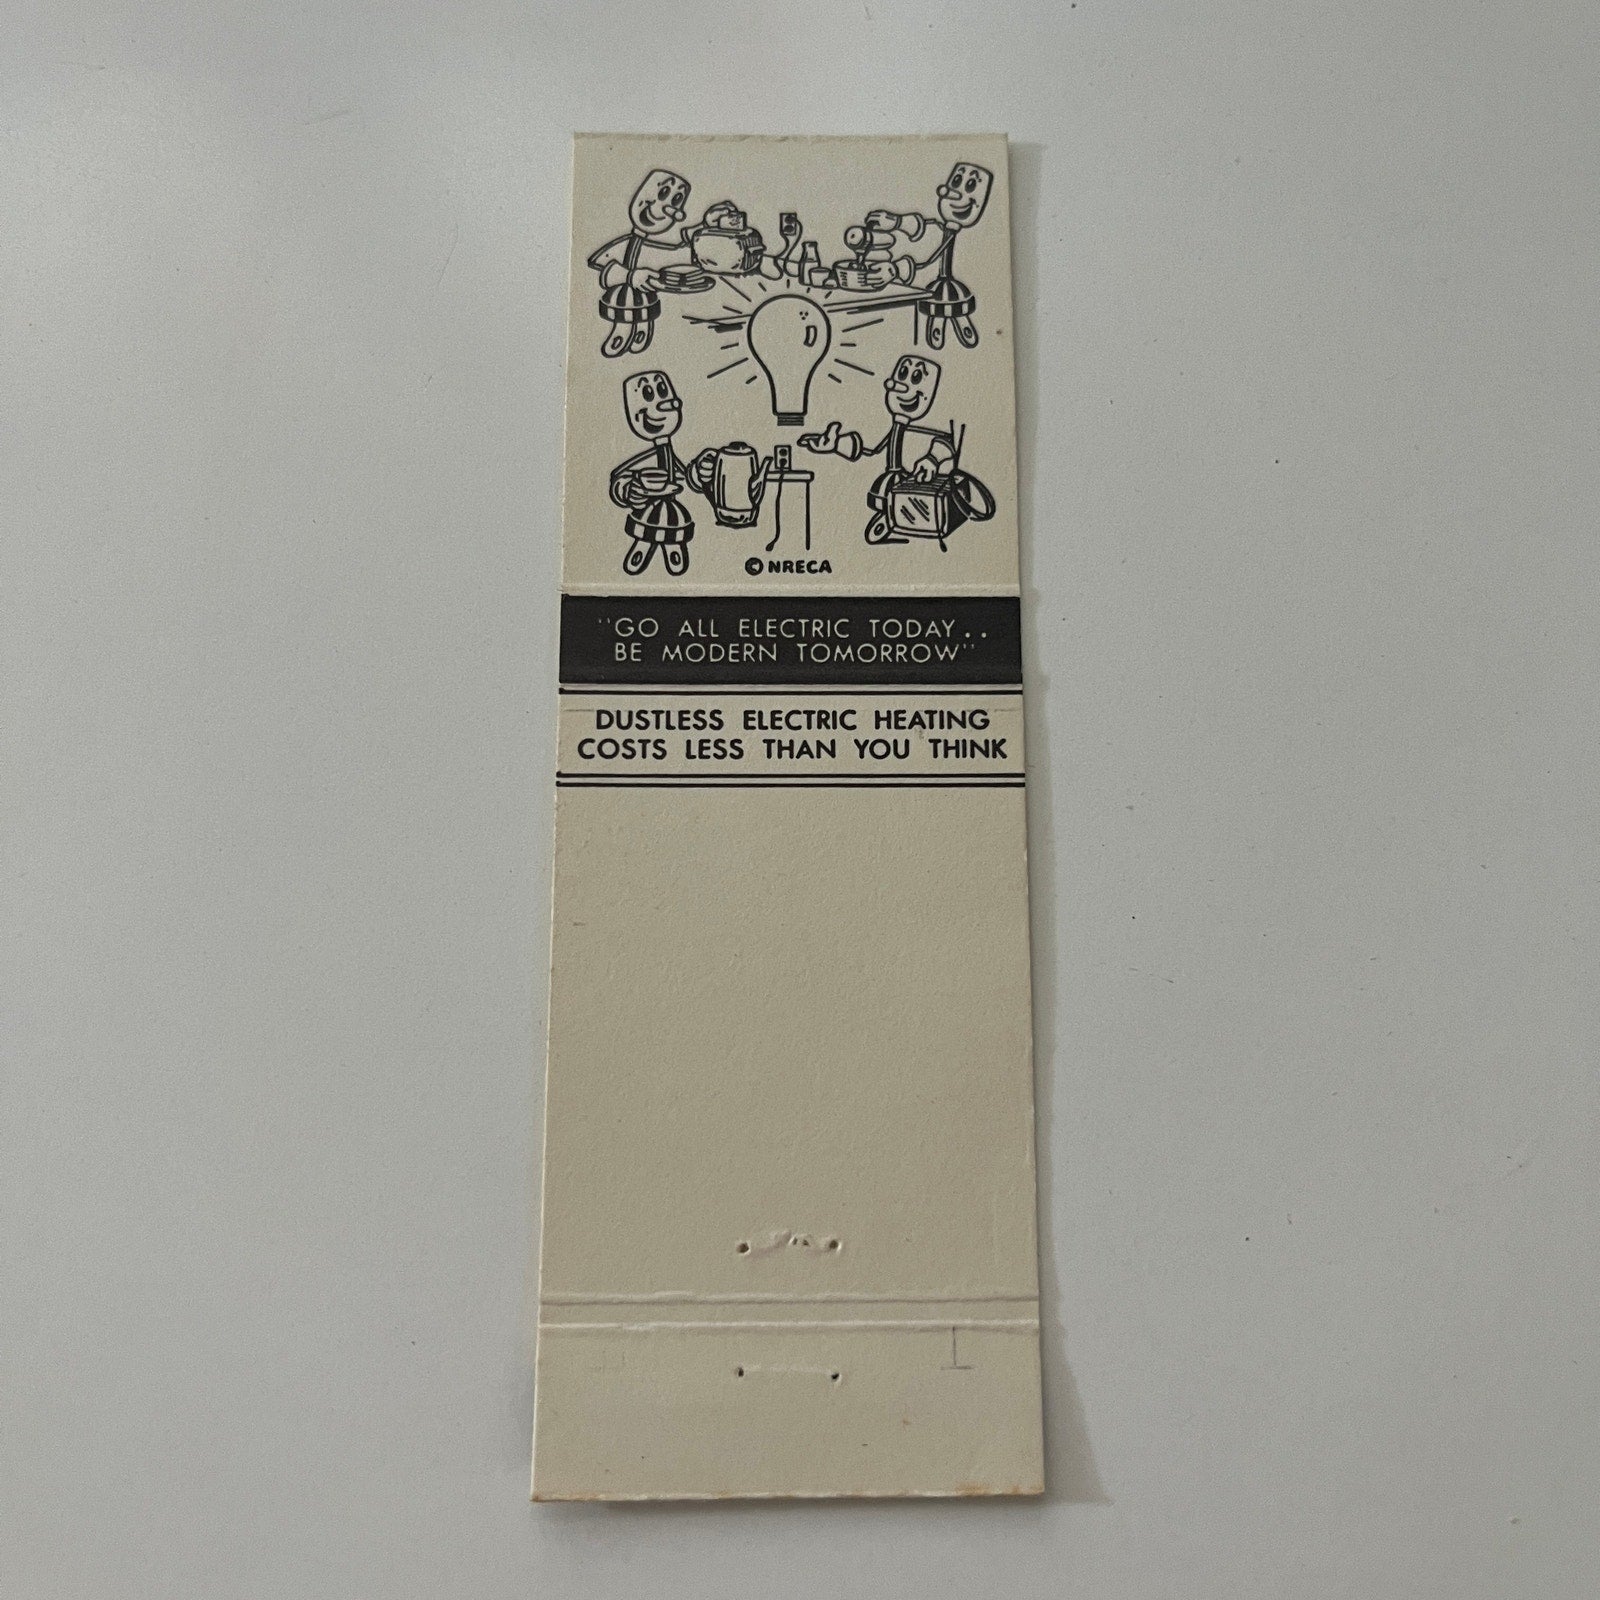 © NRECA
"GO ALL ELECTRIC TODAY..
BE MODERN TOMORROW"
DUSTLESS ELECTRIC HEATING
COSTS LESS THAN YOU THINK